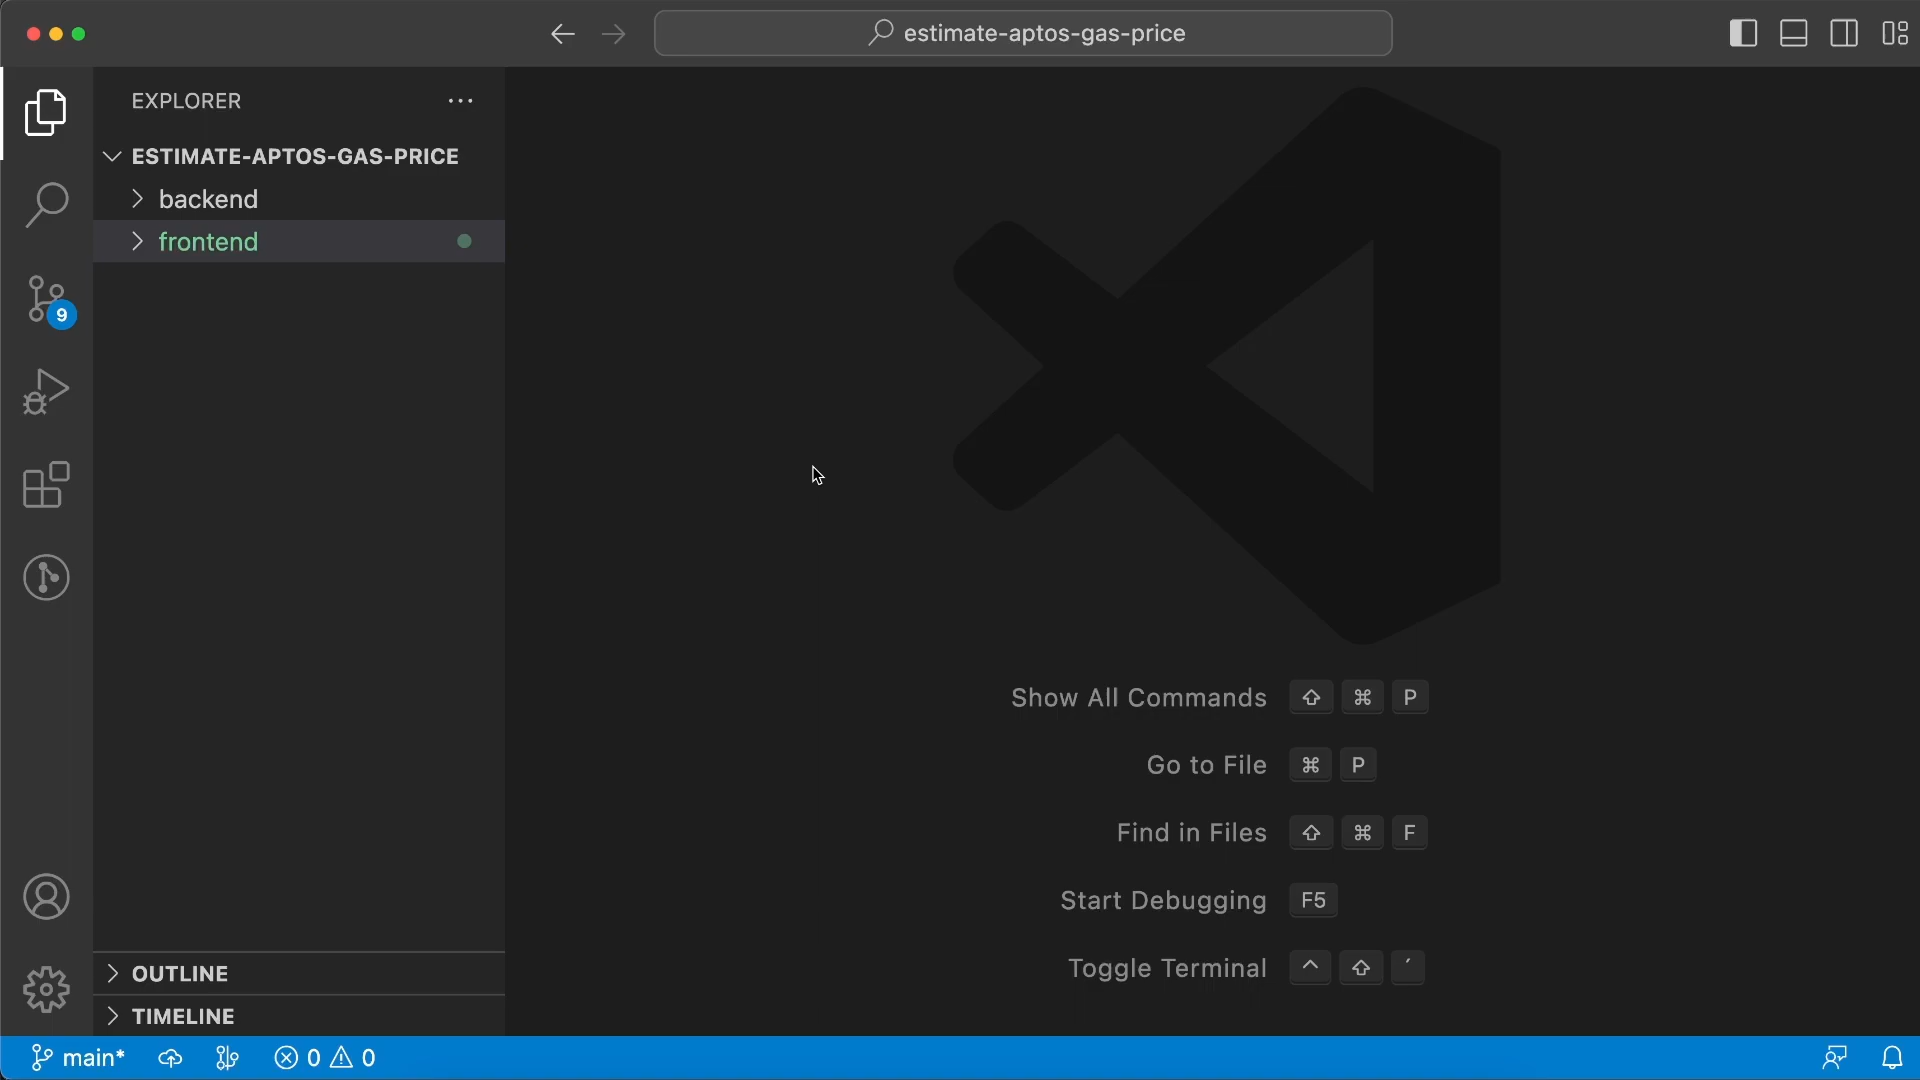 estimate-aptos-gas-price
EXPLORER
ESTIMATE-APTOS-GAS-PRICE
backend
frontend
9
Show All Commands ⇧ ⌘ P
Go to File ⌘ P
Find in Files ⇧ ⌘ F
Start Debugging F5
Toggle Terminal ^ ⇧ ´
OUTLINE
TIMELINE
main* 0 0